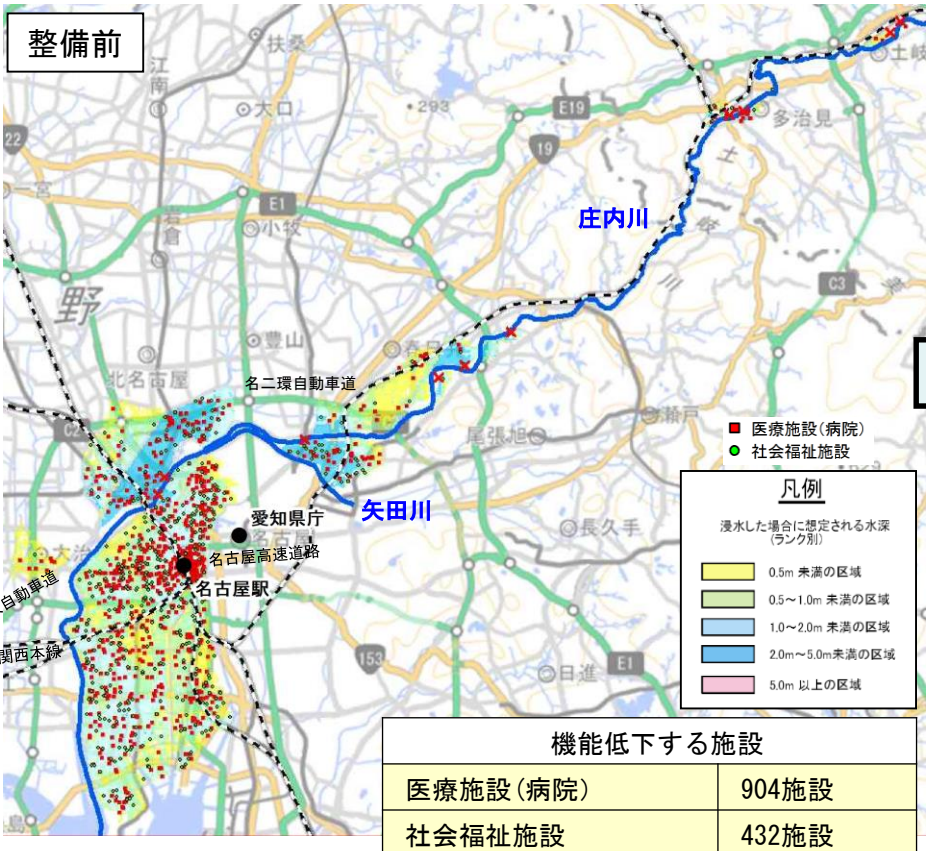 整備前
扶桑
江南
大口
・293
E19
土岐
多治見
22
19
一宮
E1
岩倉
小牧
庄内川
土
岐
川
C3
野
豊山
春日井
北名古屋
名二環自動車道
C2
瀬戸
尾張旭
医療施設(病院)
社会福祉施設
矢田川
凡例
浸水した場合に想定される水深
(ランク別)
0.5m 未満の区域
0.5～1.0m 未満の区域
1.0～2.0m 未満の区域
2.0m～5.0m未満の区域
5.0m 以上の区域
愛知県庁
名古屋
長久手
大治
名古屋高速道路
名古屋駅
自動車道
関西本線
153
日進
E1
島
機能低下する施設
医療施設(病院) 904施設
社会福祉施設 432施設